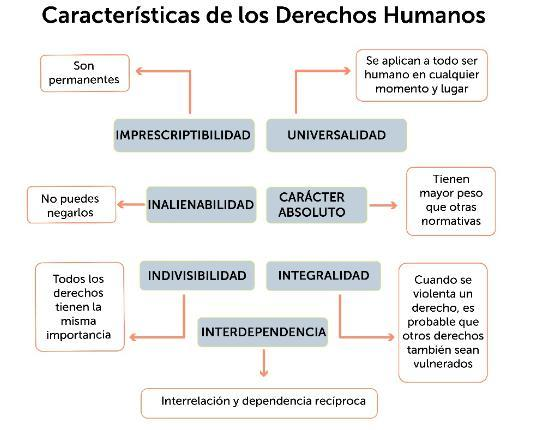 Características de los Derechos Humanos
Son
permanentes
Se aplican a todo ser
humano en cualquier
momento y lugar
IMPRESCRIPTIBILIDAD
UNIVERSALIDAD
No puedes
negarlos
INALIENABILIDAD
CARÁCTER
ABSOLUTO
Tienen
mayor peso
que otras
normativas
Todos los
derechos
tienen la
misma
importancia
INDIVISIBILIDAD
INTEGRALIDAD
Cuando se
violenta un
derecho, es
probable que
otros derechos
también sean
vulnerados
INTERDEPENDENCIA
Interrelación y dependencia recíproca